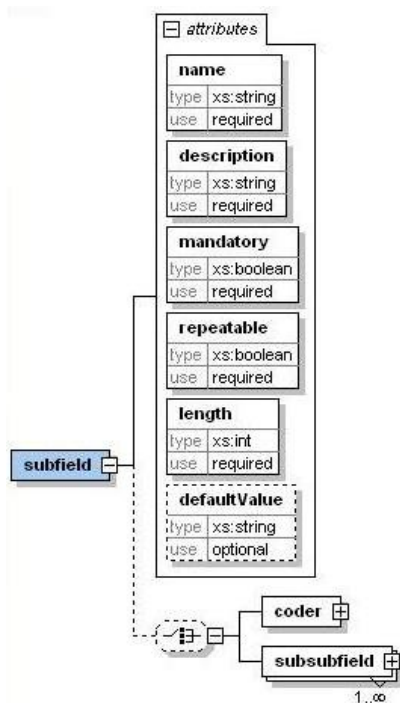 attributes
name
type xs:string
use required
description
type xs:string
use required
mandatory
type xs:boolean
use required
repeatable
type xs:boolean
use required
length
type xs:int
use required
subfield
defaultValue
type xs:string
use optional
coder
subsubfield
1..∞